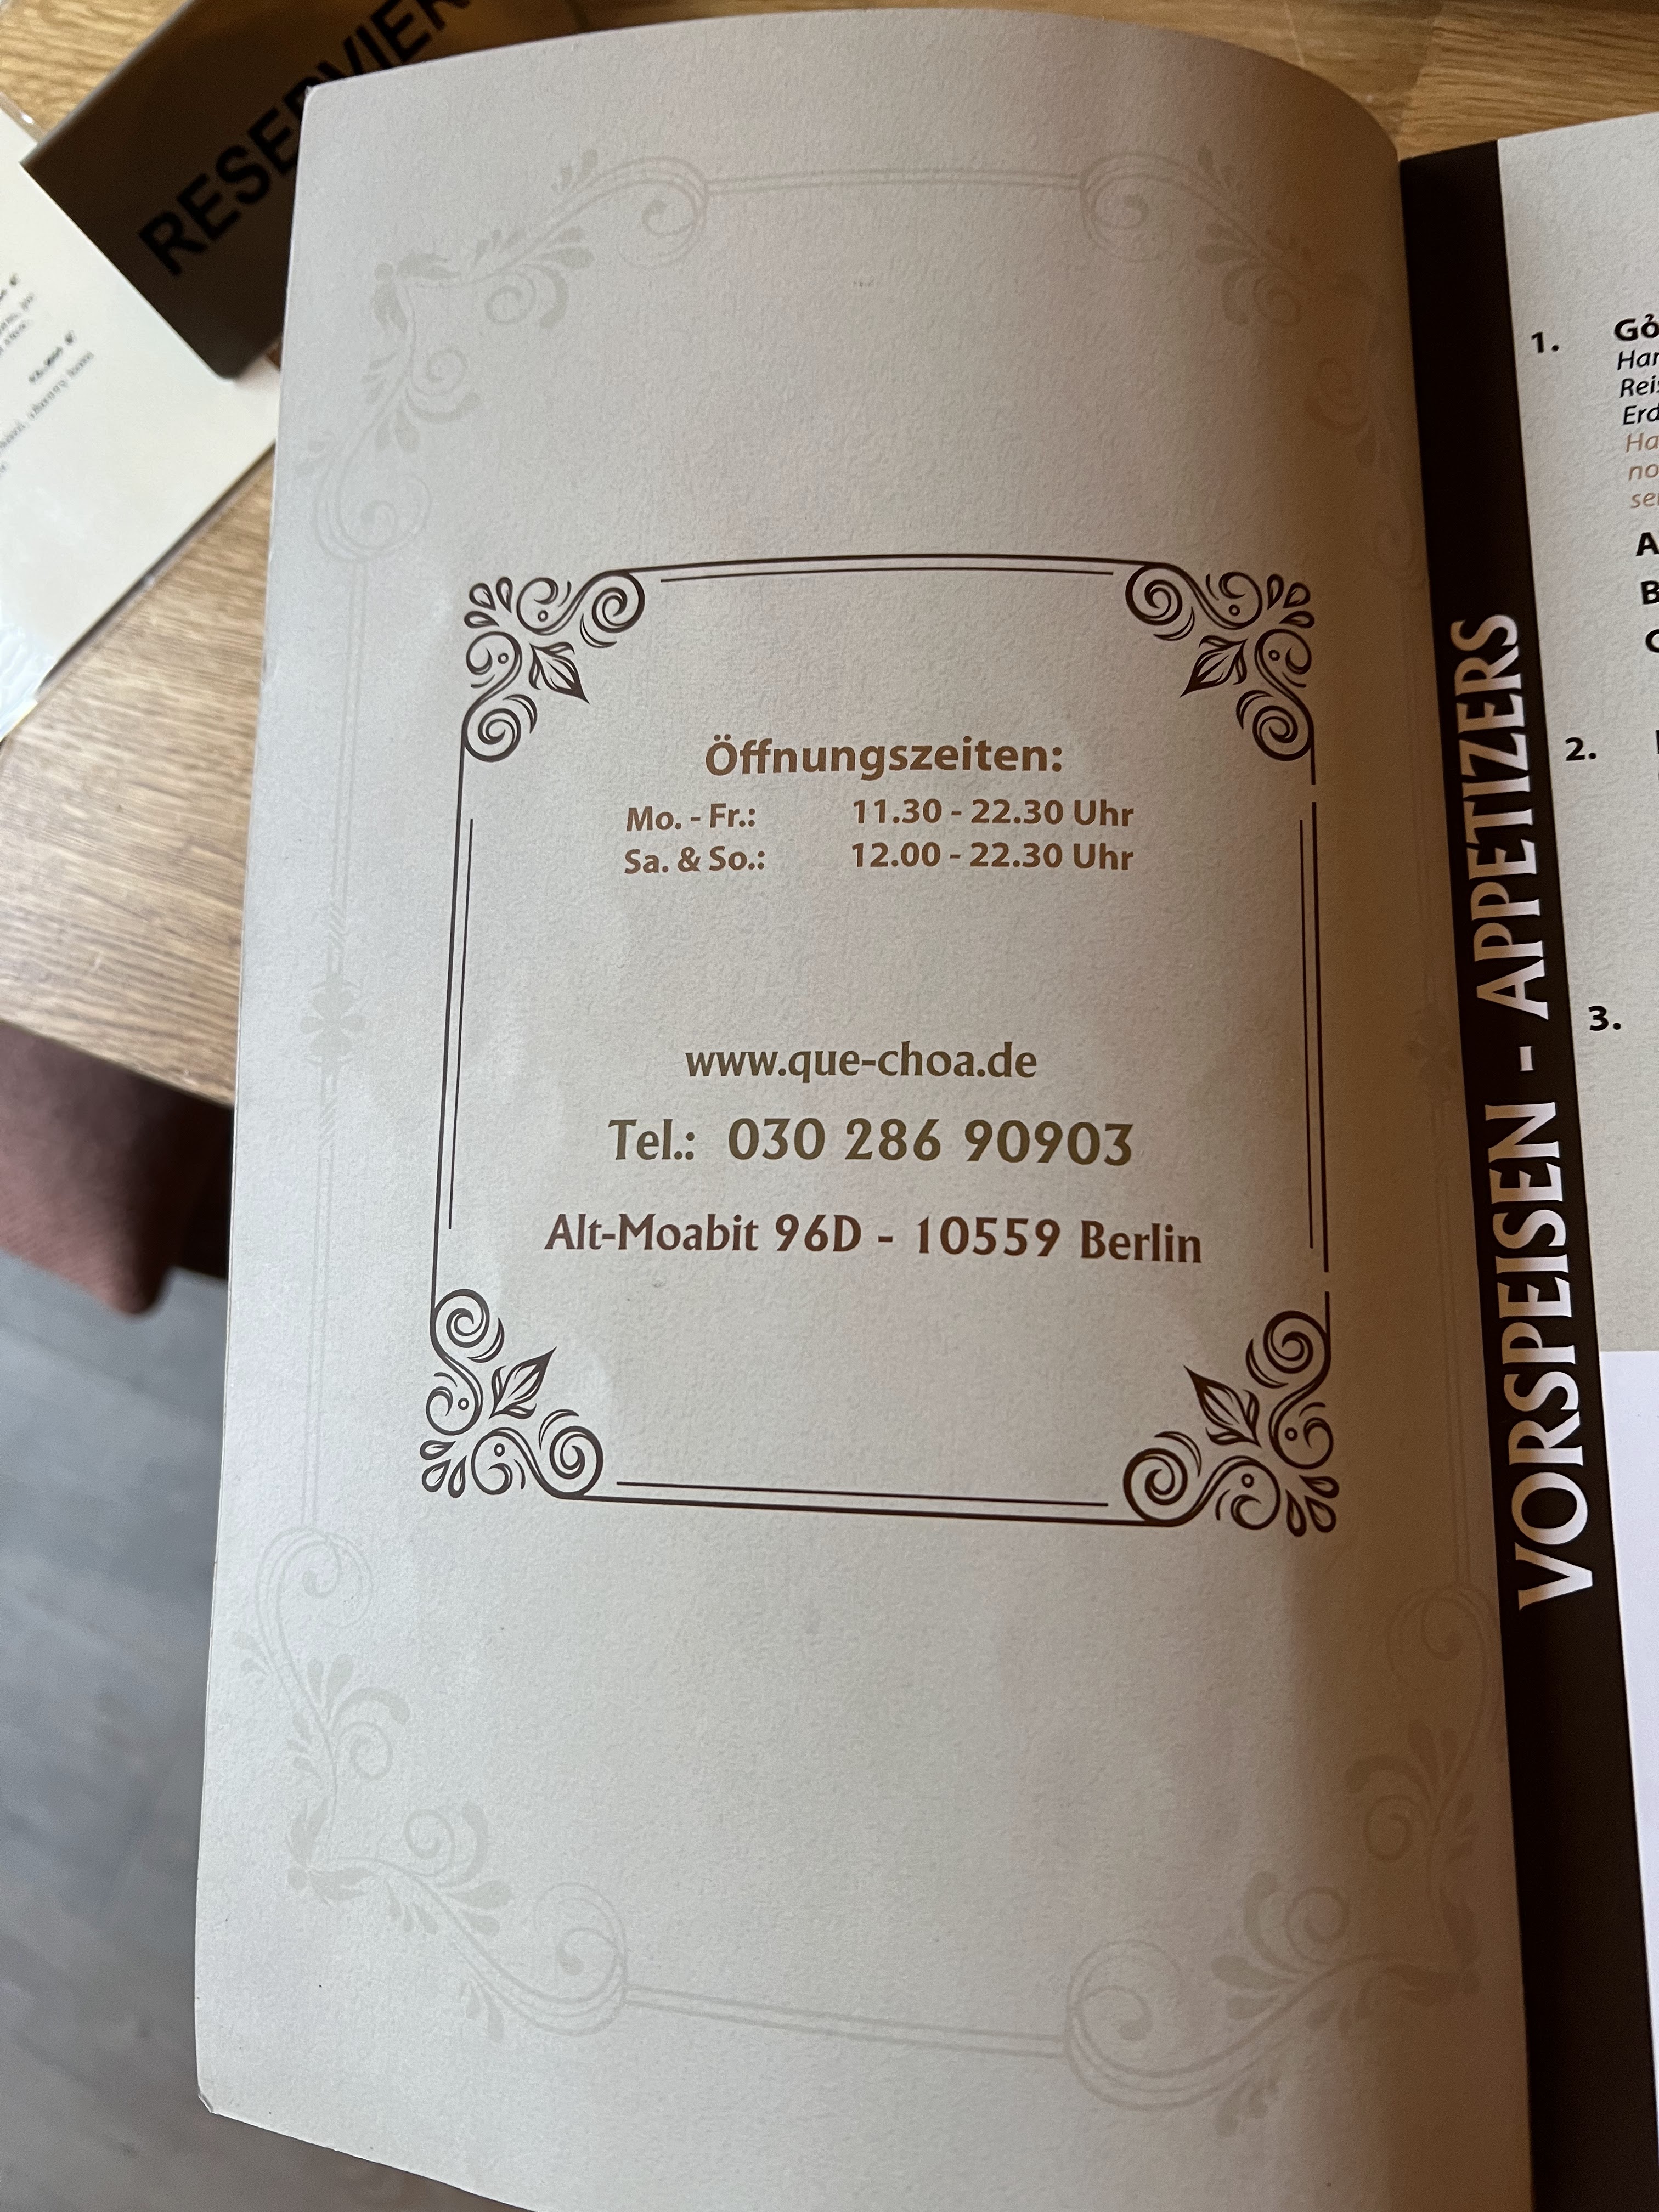 Öffnungszeiten:
Mo. - Fr.: 11.30 - 22.30 Uhr
Sa. & So.: 12.00 - 22.30 Uhr
www.que-choa.de
Tel.: 030 286 90903
Alt-Moabit 96D - 10559 Berlin
VORSPEISEN - APPETIZERS
1.
A
B
2.
3.